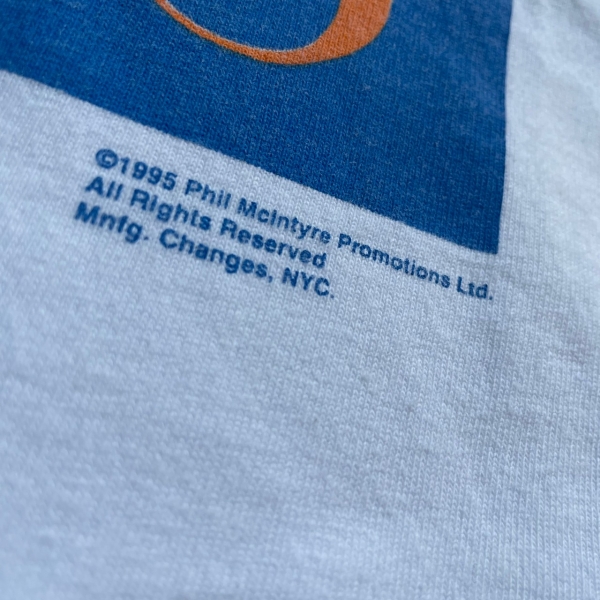 ©1995 Phil McIntyre Promotions Ltd.
All Rights Reserved
Mnfg. Changes, NYC.